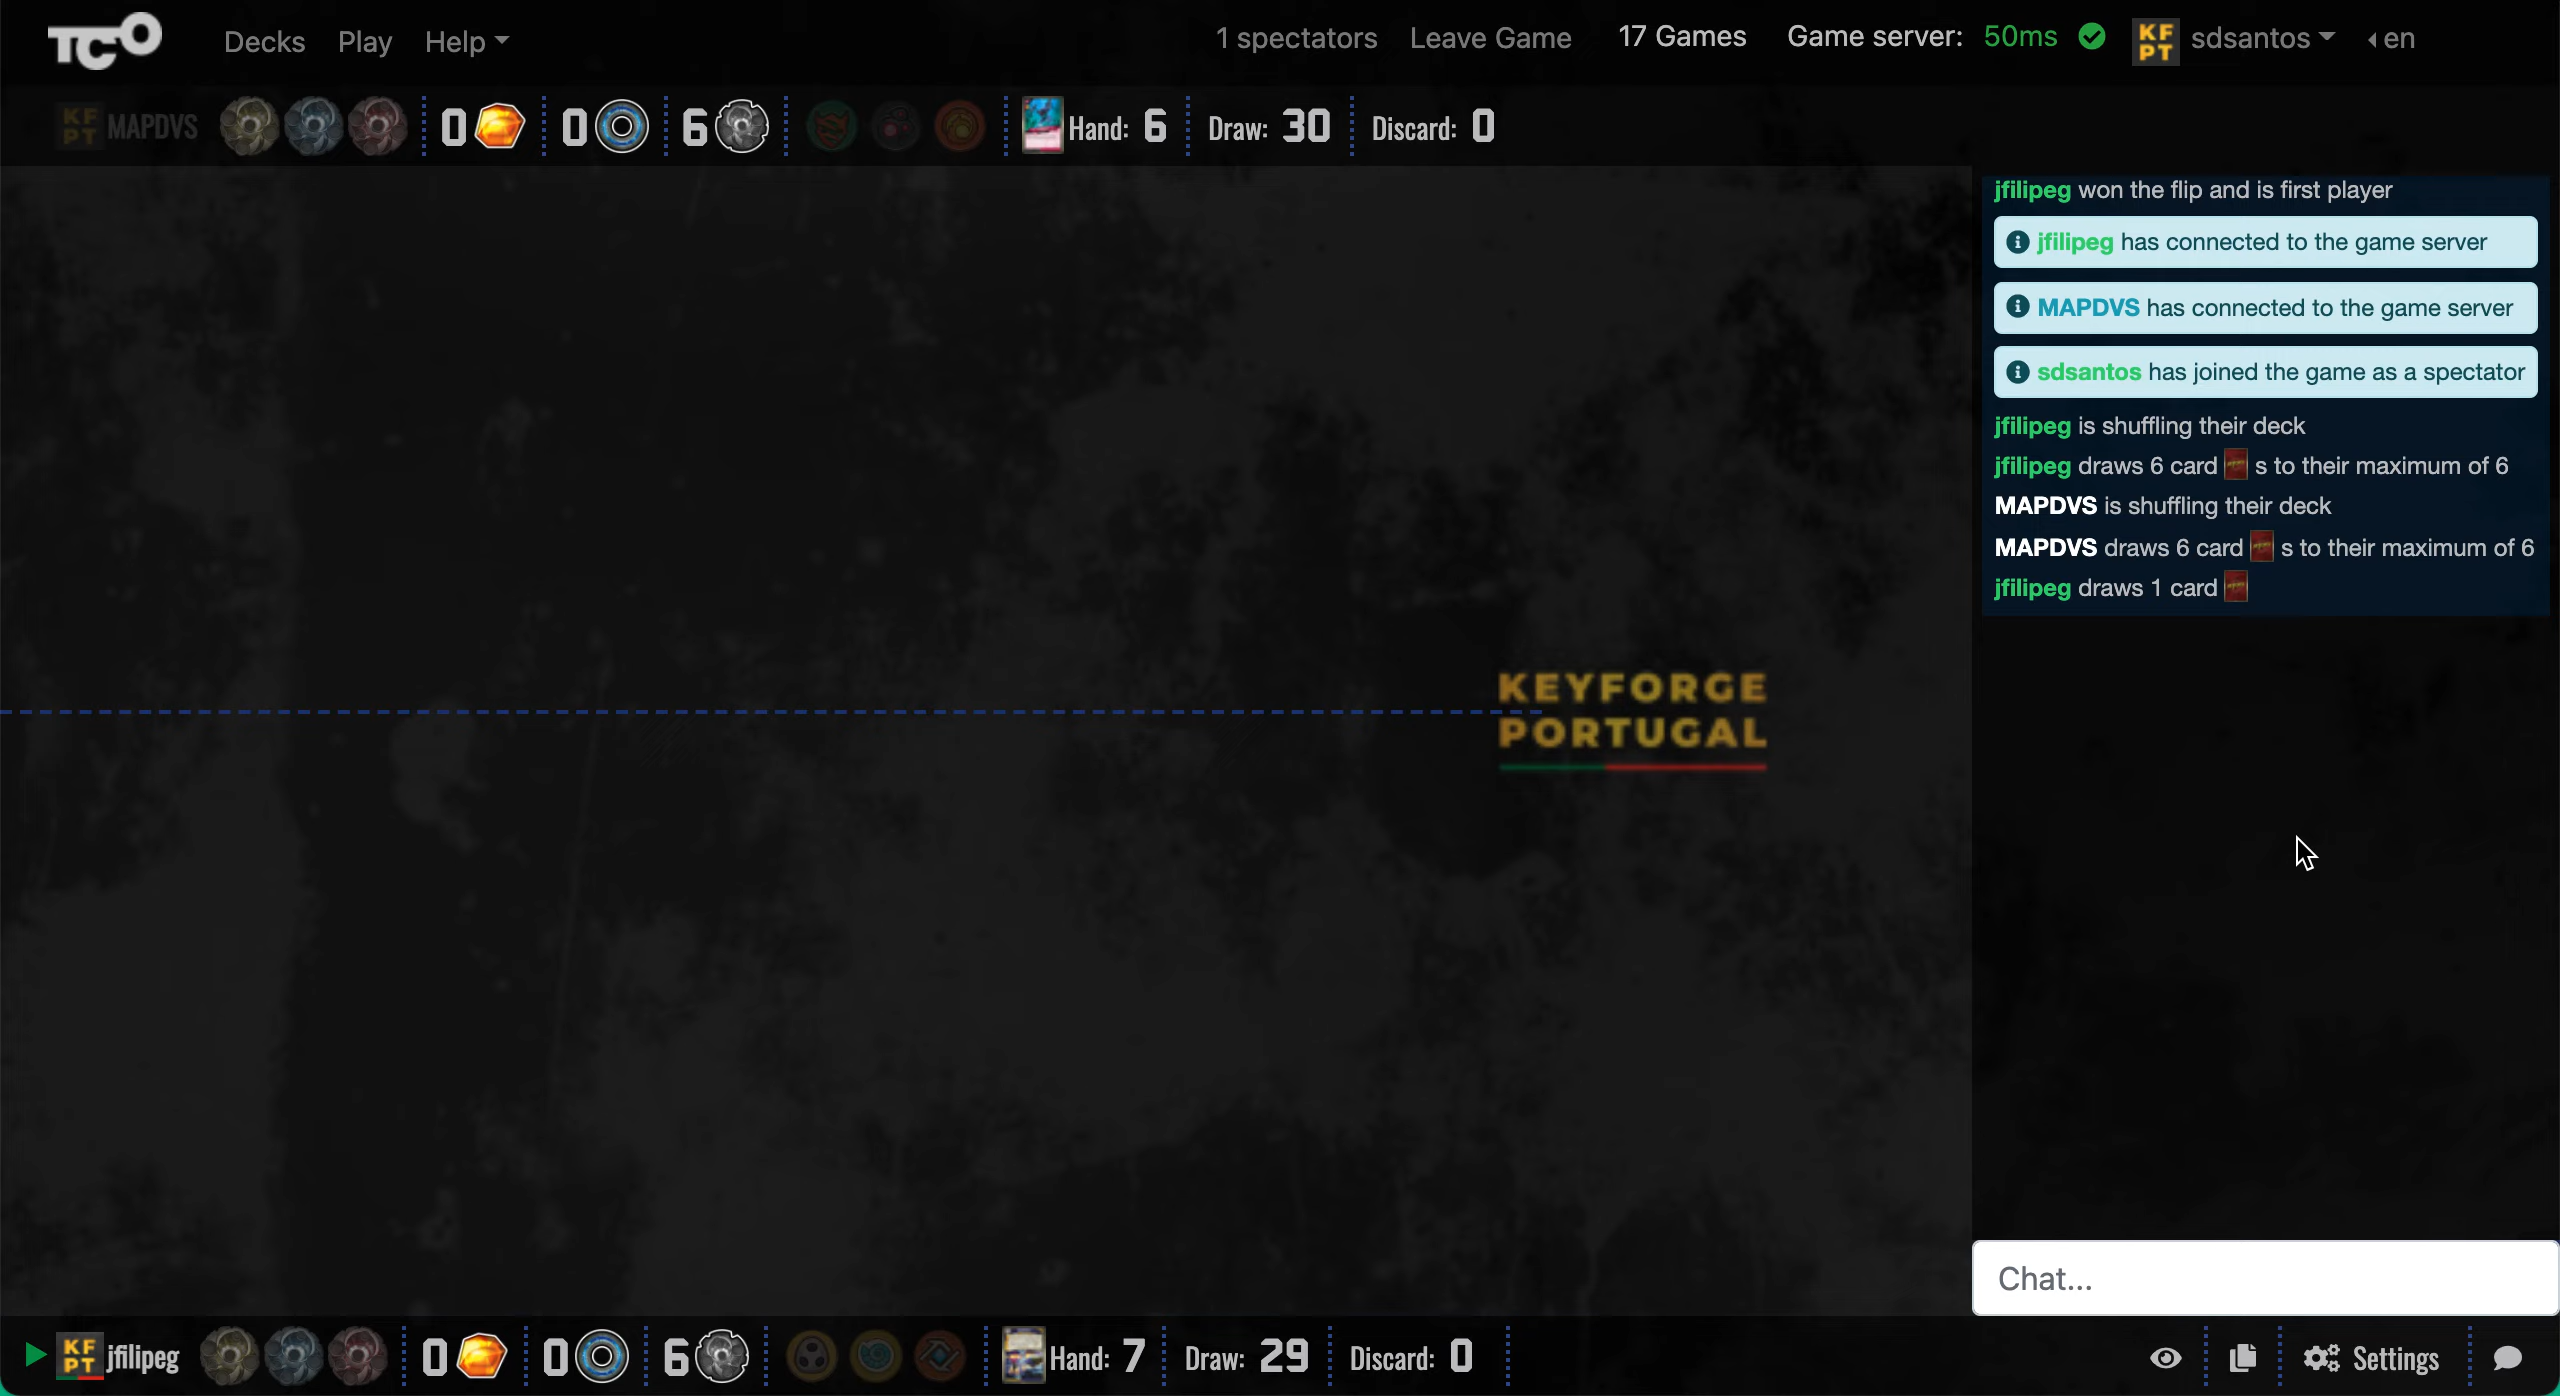 TCO Decks Play Help 1 spectators Leave Game 17 Games Game server: 50ms KF PT sdsantos en
KF PT MAPDVS 0 0 6 Hand: 6 Draw: 30 Discard: 0
jfilipeg won the flip and is first player
jfilipeg has connected to the game server
MAPDVS has connected to the game server
sdsantos has joined the game as a spectator
jfilipeg is shuffling their deck
jfilipeg draws 6 card s to their maximum of 6
MAPDVS is shuffling their deck
MAPDVS draws 6 card s to their maximum of 6
jfilipeg draws 1 card
KEYFORGE
PORTUGAL
Chat...
KF PT jfilipeg 0 0 6 Hand: 7 Draw: 29 Discard: 0 Settings